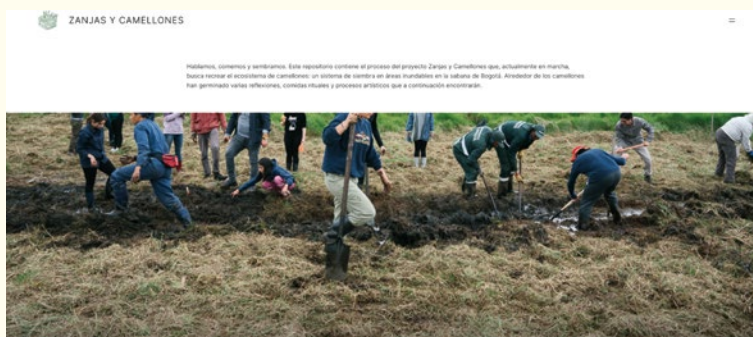 ZANJAS Y CAMELLONES
Hablamos, comemos y sembramos. Este repositorio contiene el proceso del proyecto Zanjas y Camellones que, actualmente en marcha,
busca recrear el ecosistema de camellones: un sistema de siembra en áreas inundables en la sabana de Bogotá. Alrededor de los camellones
han germinado varias reflexiones, comidas rituales y procesos artísticos que a continuación encontrarán.